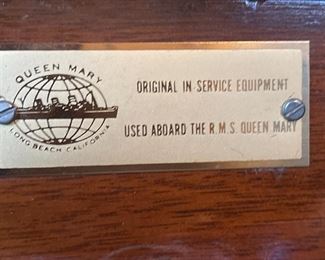 QUEEN MARY
LONG BEACH CALIFORNIA
ORIGINAL IN SERVICE EQUIPMENT
USED ABOARD THE R.M.S. QUEEN MARY